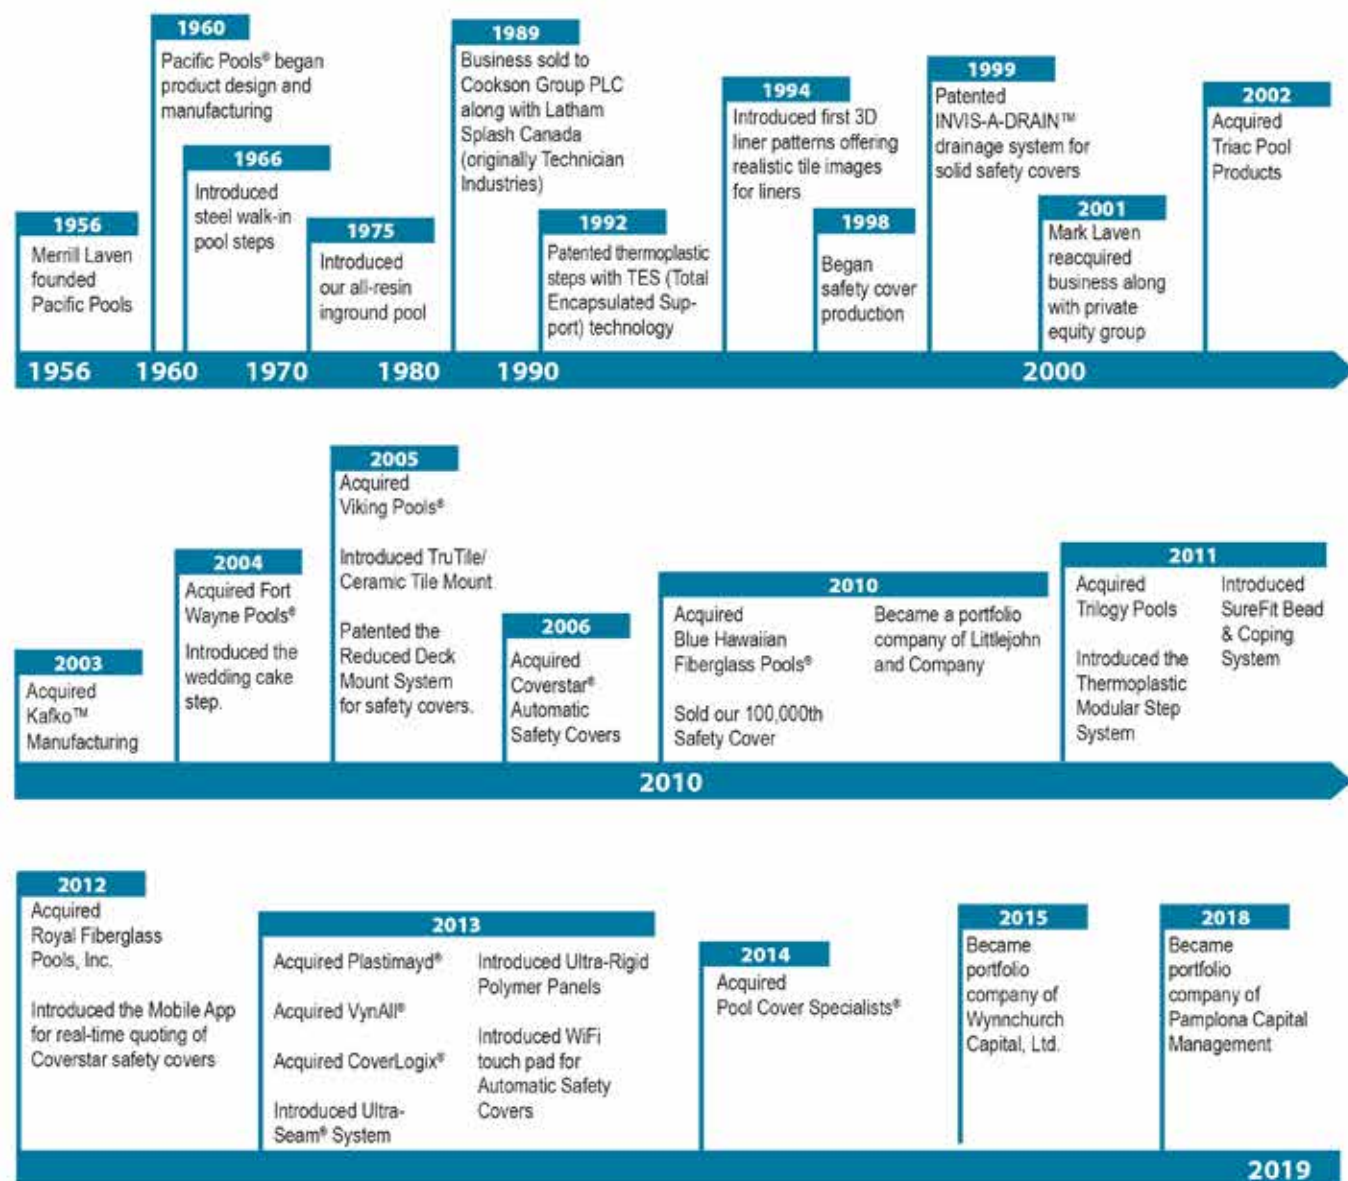 1956
Merrill Laven
founded
Pacific Pools
1960
Pacific Pools® began
product design and
manufacturing
1966
Introduced
steel walk-in
pool steps
1975
Introduced
our all-resin
inground pool
1989
Business sold to
Cookson Group PLC
along with Latham
Splash Canada
(originally Technician
Industries)
1992
Patented thermoplastic
steps with TES (Total
Encapsulated Sup-
port) technology
1994
Introduced first 3D
liner patterns offering
realistic tile images
for liners
1998
Began
safety cover
production
1999
Patented
INVIS-A-DRAIN™
drainage system for
solid safety covers
2001
Mark Laven
reacquired
business along
with private
equity group
2002
Acquired
Triac Pool
Products
1956 1960 1970 1980 1990 2000
2003
Acquired
Kafko™
Manufacturing
2004
Acquired Fort
Wayne Pools®
Introduced the
wedding cake
step.
2005
Acquired
Viking Pools®
Introduced TruTile/
Ceramic Tile Mount
Patented the
Reduced Deck
Mount System
for safety covers.
2006
Acquired
Coverstar®
Automatic
Safety Covers
2010
Acquired
Blue Hawaiian
Fiberglass Pools®
Sold our 100,000th
Safety Cover
Became a portfolio
company of Littlejohn
and Company
2011
Acquired
Trilogy Pools
Introduced the
Thermoplastic
Modular Step
System
Introduced
SureFit Bead
& Coping
System
2010
2012
Acquired
Royal Fiberglass
Pools, Inc.
Introduced the Mobile App
for real-time quoting of
Coverstar safety covers
2013
Acquired Plastimayd®
Acquired VynAll®
Acquired CoverLogix®
Introduced Ultra-
Seam® System
Introduced Ultra-Rigid
Polymer Panels
Introduced WiFi
touch pad for
Automatic Safety
Covers
2014
Acquired
Pool Cover Specialists®
2015
Became
portfolio
company of
Wynnchurch
Capital, Ltd.
2018
Became
portfolio
company of
Pamplona Capital
Management
2019